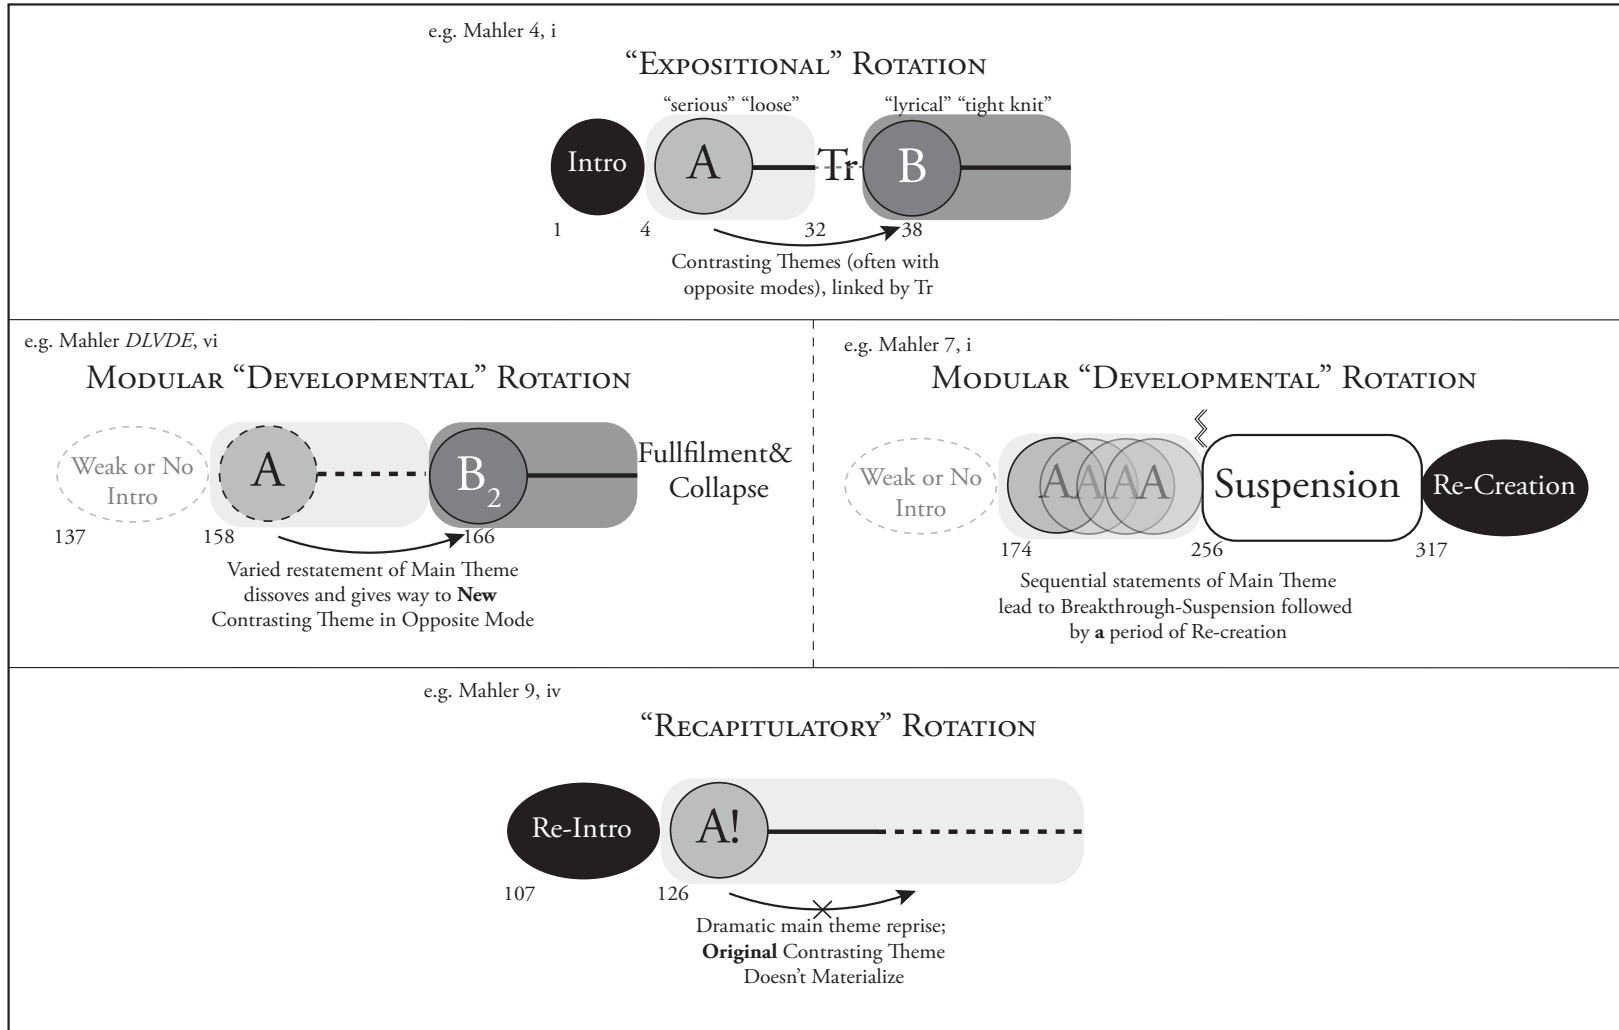 e.g. Mahler 4, i
“Expositional” Rotation
“serious” “loose”
“lyrical” “tight knit”
Intro
A
Tr
B
1
4
32
38
Contrasting Themes (often with
opposite modes), linked by Tr
e.g. Mahler DLVDE, vi
Modular “Developmental” Rotation
Weak or No
Intro
A
B2
Fullfilment&
Collapse
137
158
166
Varied restatement of Main Theme
dissoves and gives way to New
Contrasting Theme in Opposite Mode
e.g. Mahler 7, i
Modular “Developmental” Rotation
Weak or No
Intro
A A A A
Suspension
Re-Creation
174
256
317
Sequential statements of Main Theme
lead to Breakthrough-Suspension followed
by a period of Re-creation
e.g. Mahler 9, iv
“Recapitulatory” Rotation
Re-Intro
A!
107
126
Dramatic main theme reprise;
Original Contrasting Theme
Doesn’t Materialize